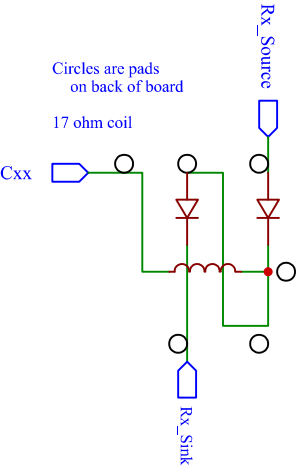 Rx_Source
Circles are pads
on back of board
17 ohm coil
Cxx
Rx_Sink